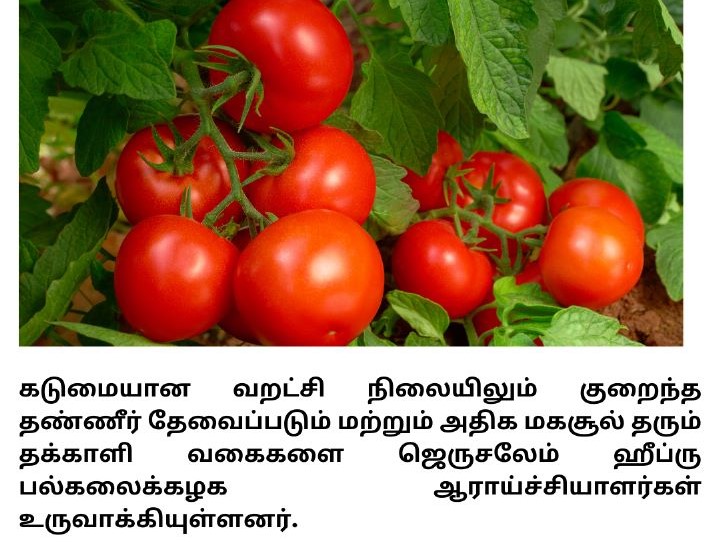 கடுமையான வறட்சி நிலையிலும் குறைந்த
தண்ணீர் தேவைப்படும் மற்றும் அதிக மகசூல் தரும்
தக்காளி வகைகளை ஜெருசலேம் ஹீப்ரு
பல்கலைக்கழக ஆராய்ச்சியாளர்கள்
உருவாக்கியுள்ளனர்.